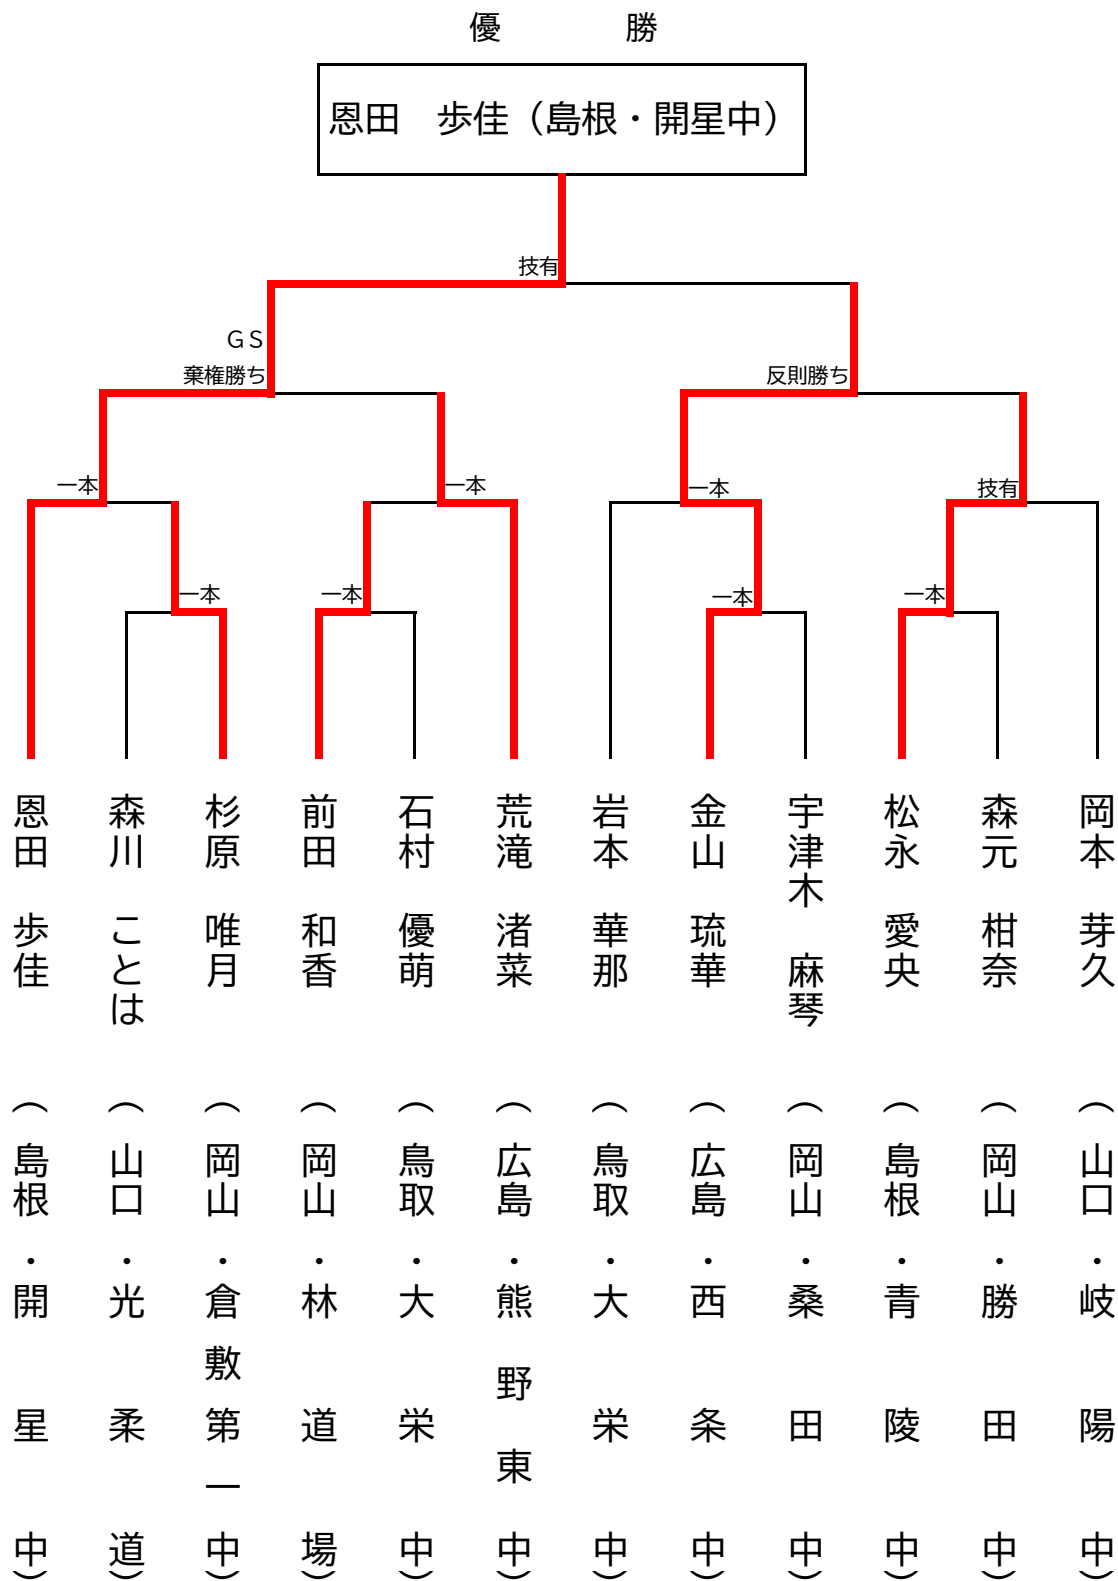 優　　　勝
恩田　歩佳（島根・開星中）
技有
ＧＳ
棄権勝ち
反則勝ち
一本
一本
一本
技有
一本
一本
一本
一本
恩田　歩佳（島根・開星中）
森川　ことは（山口・光柔道）
杉原　唯月（岡山・倉敷第一中）
前田　和香（岡山・林道場）
石村　優萌（鳥取・大栄中）
荒滝　渚菜（広島・熊野東中）
岩本　華那（鳥取・大栄中）
金山　琉華（広島・西条中）
宇津木　麻琴（岡山・桑田中）
松永　愛央（島根・青陵中）
森元　柑奈（岡山・勝田中）
岡本　芽久（山口・岐陽中）